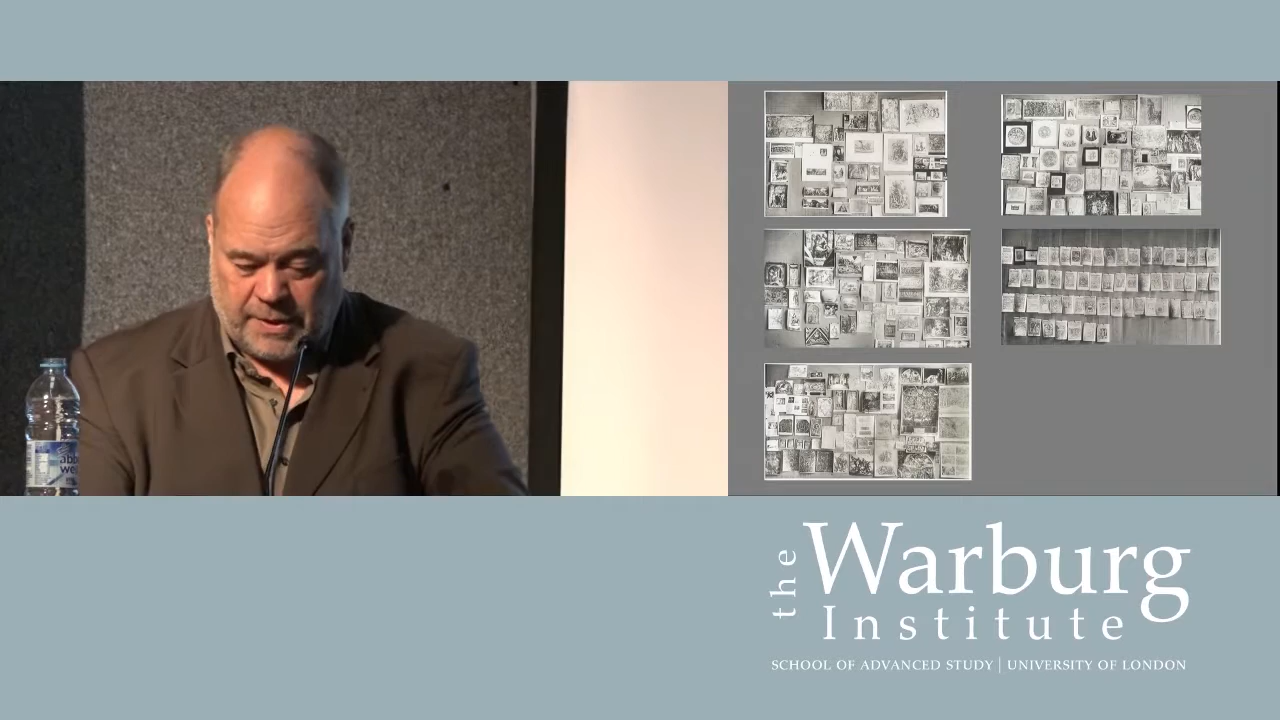 the Warburg
Institute
SCHOOL OF ADVANCED STUDY | UNIVERSITY OF LONDON